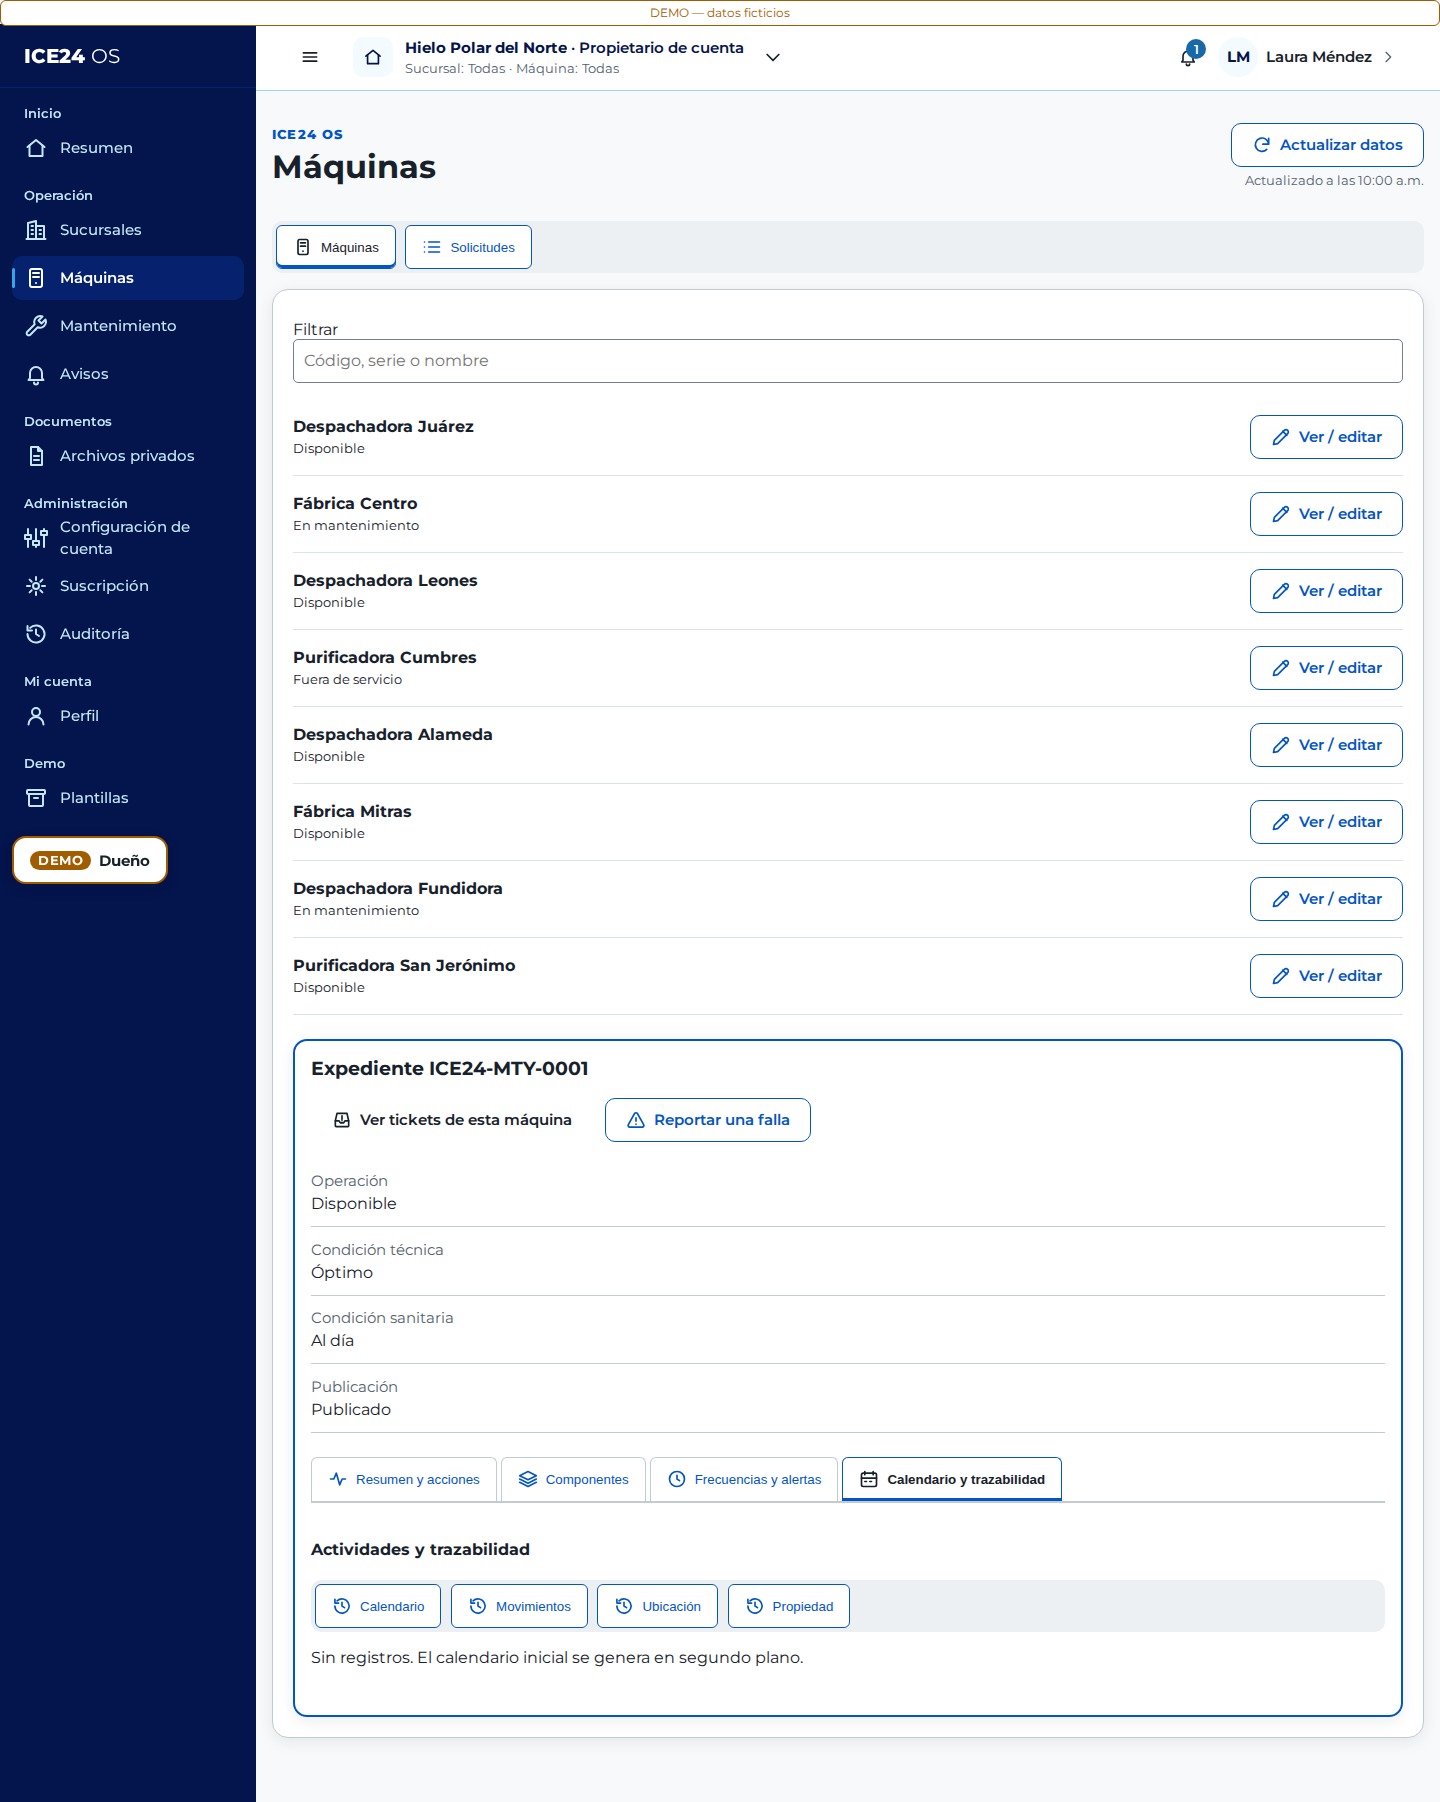 DEMO — datos ficticios
ICE24 OS
Inicio
Resumen
Operación
Sucursales
Máquinas
Mantenimiento
Avisos
Documentos
Archivos privados
Administración
Configuración de
cuenta
Suscripción
Auditoría
Mi cuenta
Perfil
Demo
Plantillas
DEMO Dueño
Hielo Polar del Norte · Propietario de cuenta
Sucursal: Todas · Máquina: Todas
1
LM Laura Méndez
ICE24 OS
Máquinas
Actualizar datos
Actualizado a las 10:00 a.m.
Máquinas Solicitudes
Filtrar
Código, serie o nombre
Despachadora Juárez
Disponible
Ver / editar
Fábrica Centro
En mantenimiento
Ver / editar
Despachadora Leones
Disponible
Ver / editar
Purificadora Cumbres
Fuera de servicio
Ver / editar
Despachadora Alameda
Disponible
Ver / editar
Fábrica Mitras
Disponible
Ver / editar
Despachadora Fundidora
En mantenimiento
Ver / editar
Purificadora San Jerónimo
Disponible
Ver / editar
Expediente ICE24-MTY-0001
Ver tickets de esta máquina Reportar una falla
Operación
Disponible
Condición técnica
Óptimo
Condición sanitaria
Al día
Publicación
Publicado
Resumen y acciones Componentes Frecuencias y alertas Calendario y trazabilidad
Actividades y trazabilidad
Calendario Movimientos Ubicación Propiedad
Sin registros. El calendario inicial se genera en segundo plano.